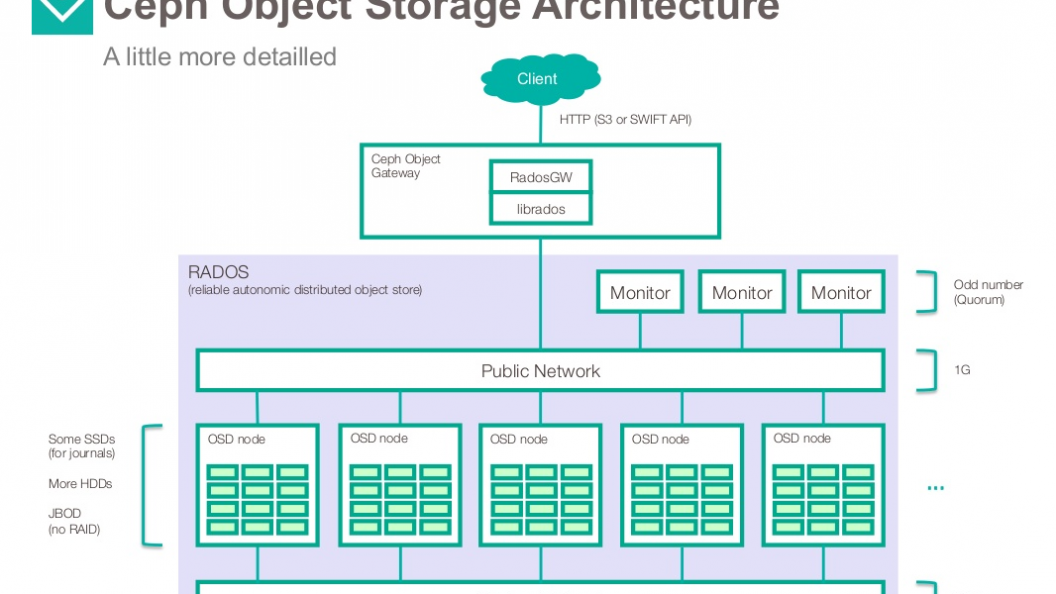 Ceph Object Storage Architecture
A little more detailled
Client
HTTP (S3 or SWIFT API)
Ceph Object
Gateway
RadosGW
librados
RADOS
(reliable autonomic distributed object store)
Monitor
Monitor
Monitor
Odd number
(Quorum)
Public Network
1G
Some SSDs
(for journals)
More HDDs
JBOD
(no RAID)
OSD node
OSD node
OSD node
OSD node
OSD node
...